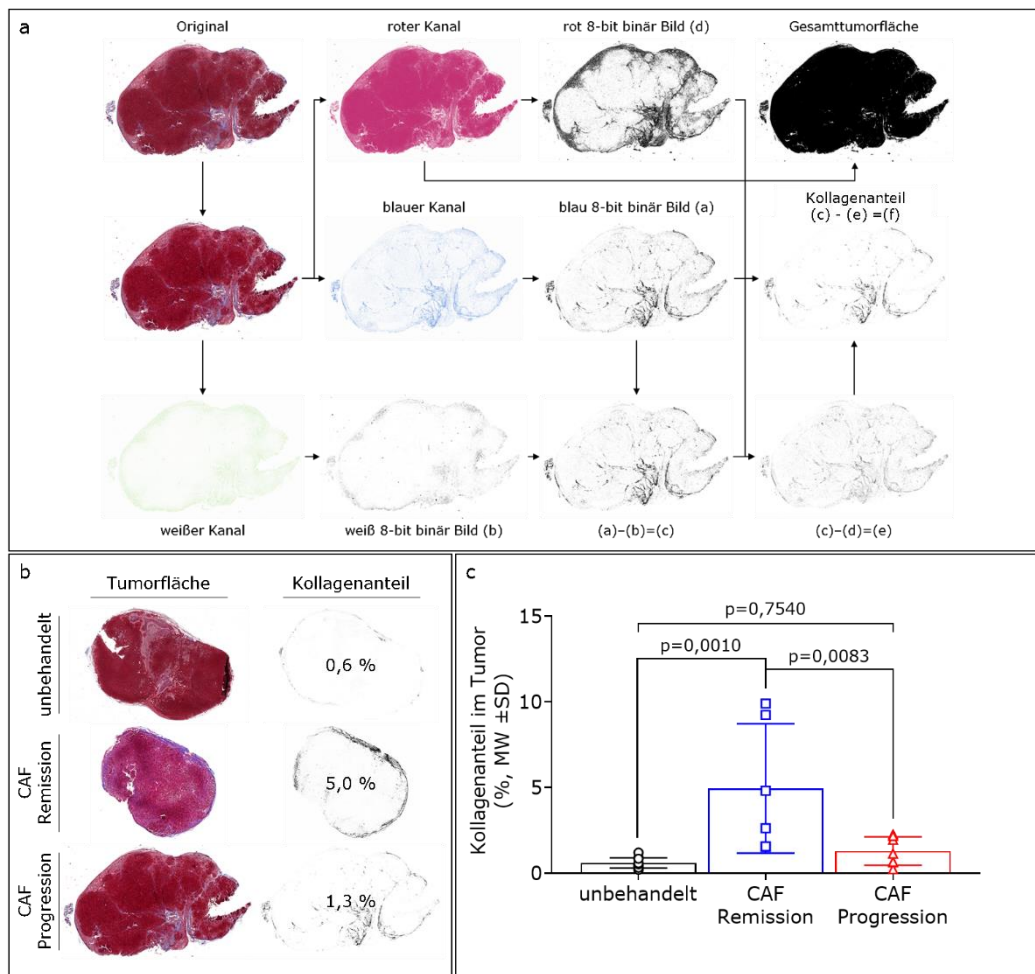 a
Original
roter Kanal
rot 8-bit binär Bild (d)
Gesamttumorfläche
blauer Kanal
blau 8-bit binär Bild (a)
Kollagenanteil
(c) - (e) =(f)
weißer Kanal
weiß 8-bit binär Bild (b)
(a)–(b)=(c)
(c)–(d)=(e)
b
Tumorfläche
Kollagenanteil
unbehandelt
0,6 %
CAF
Remission
5,0 %
CAF
Progression
1,3 %
c
Kollagenanteil im Tumor
(%, MW ±SD)
15
10
5
0
p=0,7540
p=0,0010
p=0,0083
unbehandelt
CAF
Remission
CAF
Progression